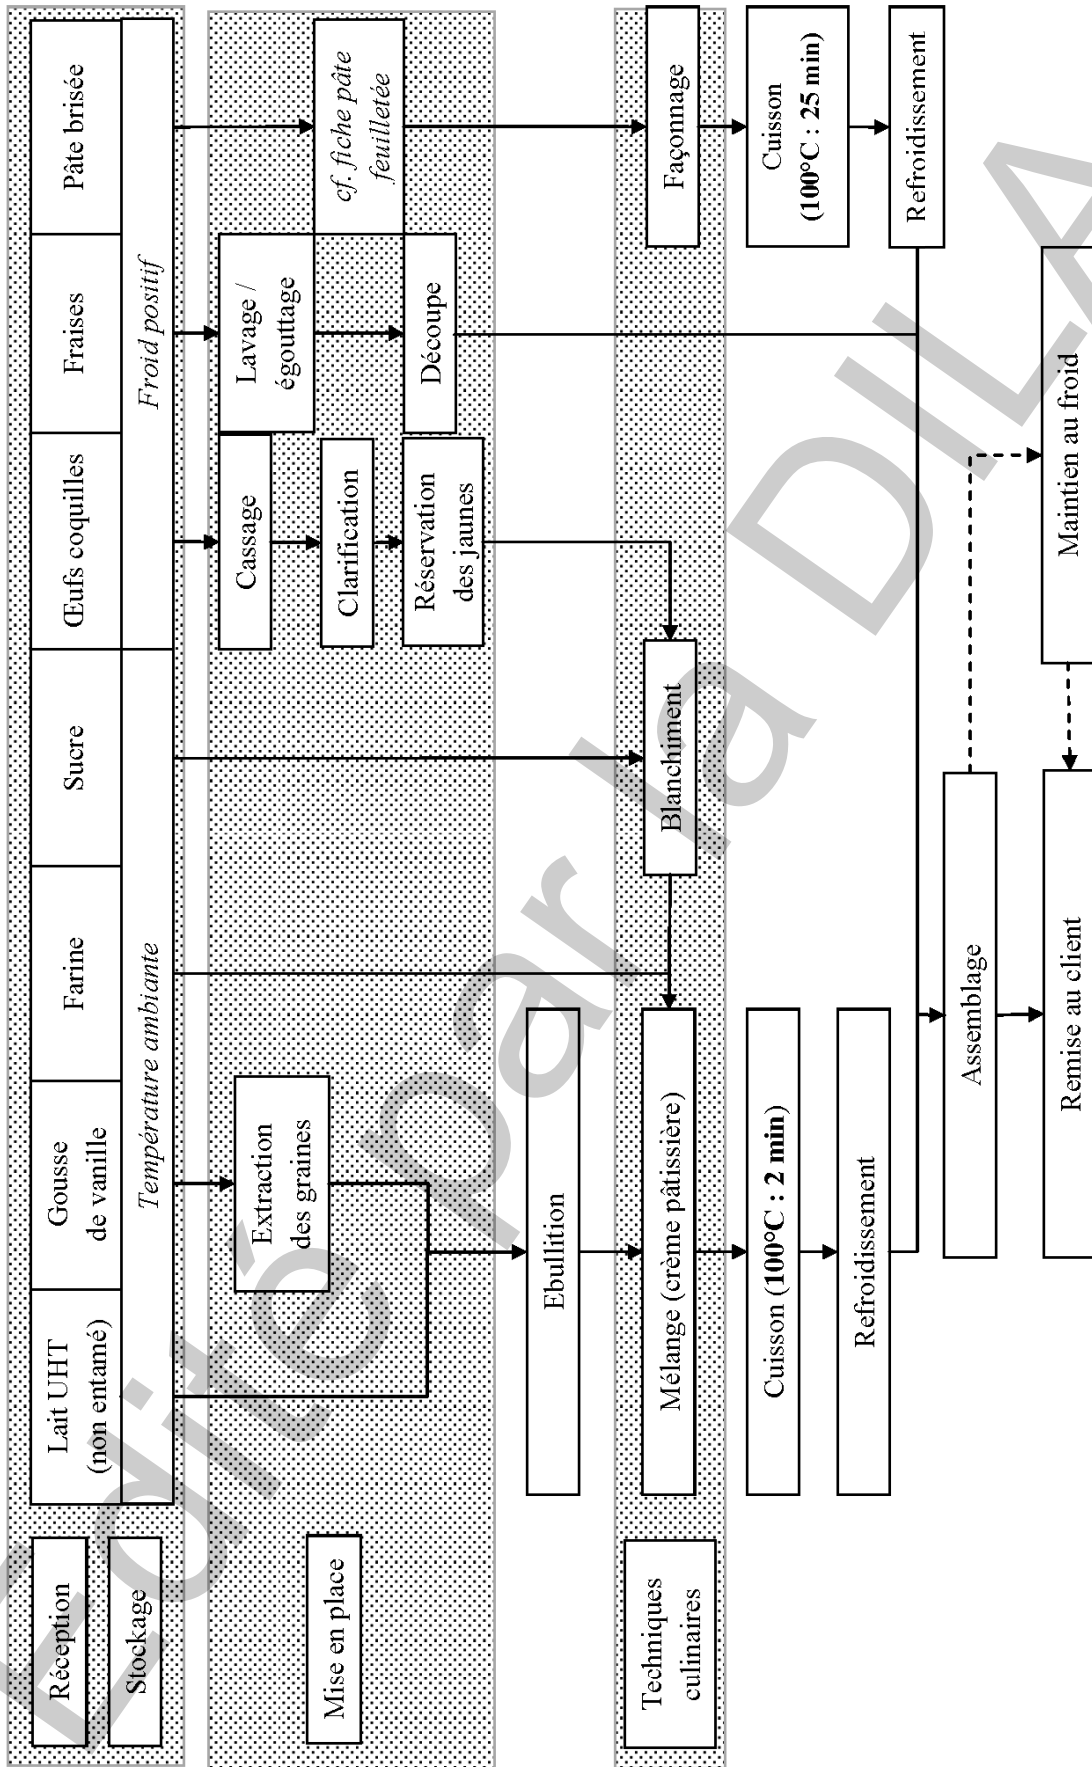 Réception
Lait UHT
(non entamé)
Gousse
de vanille
Farine
Sucre
Œufs coquilles
Fraises
Pâte brisée
Stockage
Température ambiante
Froid positif
Mise en place
Extraction
des graines
Cassage
Lavage /
égouttage
cf. fiche pâte
feuilletée
Clarification
Réservation
des jaunes
Découpe
Ebullition
Techniques
culinaires
Mélange (crème pâtissière)
Blanchiment
Façonnage
Cuisson (100°C : 2 min)
Cuisson
(100°C : 25 min)
Refroidissement
Refroidissement
Assemblage
Remise au client
Maintien au froid
Edité par la DILA